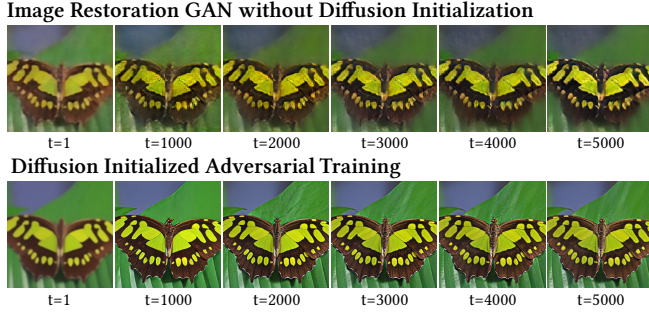 Image Restoration GAN without Diffusion Initialization
t=1 t=1000 t=2000 t=3000 t=4000 t=5000
Diffusion Initialized Adversarial Training
t=1 t=1000 t=2000 t=3000 t=4000 t=5000